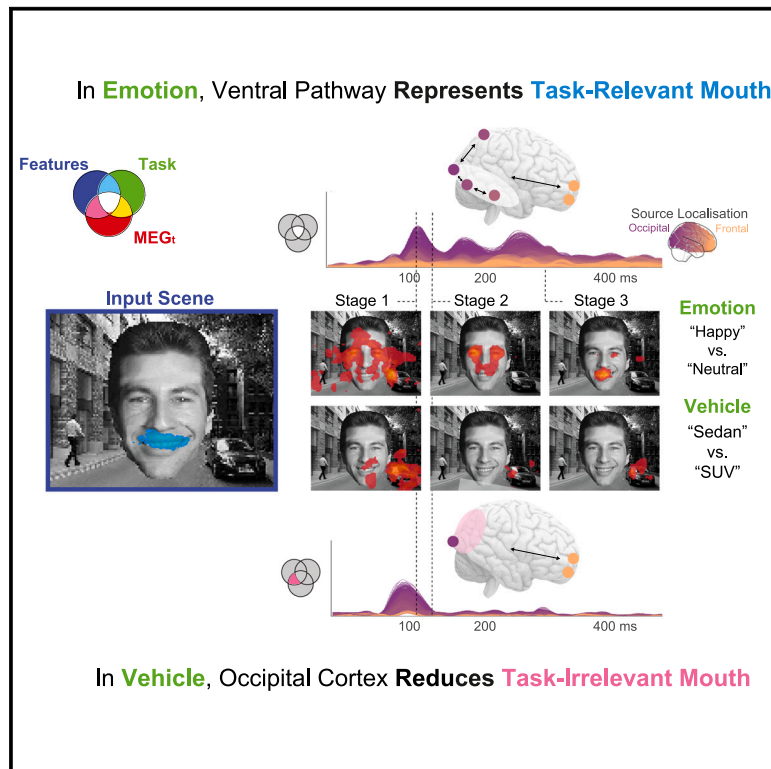 In Emotion, Ventral Pathway Represents Task-Relevant Mouth
Features
Task
MEGt
Source Localisation
Occipital
Frontal
100
200
400 ms
Input Scene
Stage 1
Stage 2
Stage 3
Emotion
“Happy”
vs.
“Neutral”
Vehicle
“Sedan”
vs.
“SUV”
100
200
400 ms
In Vehicle, Occipital Cortex Reduces Task-Irrelevant Mouth